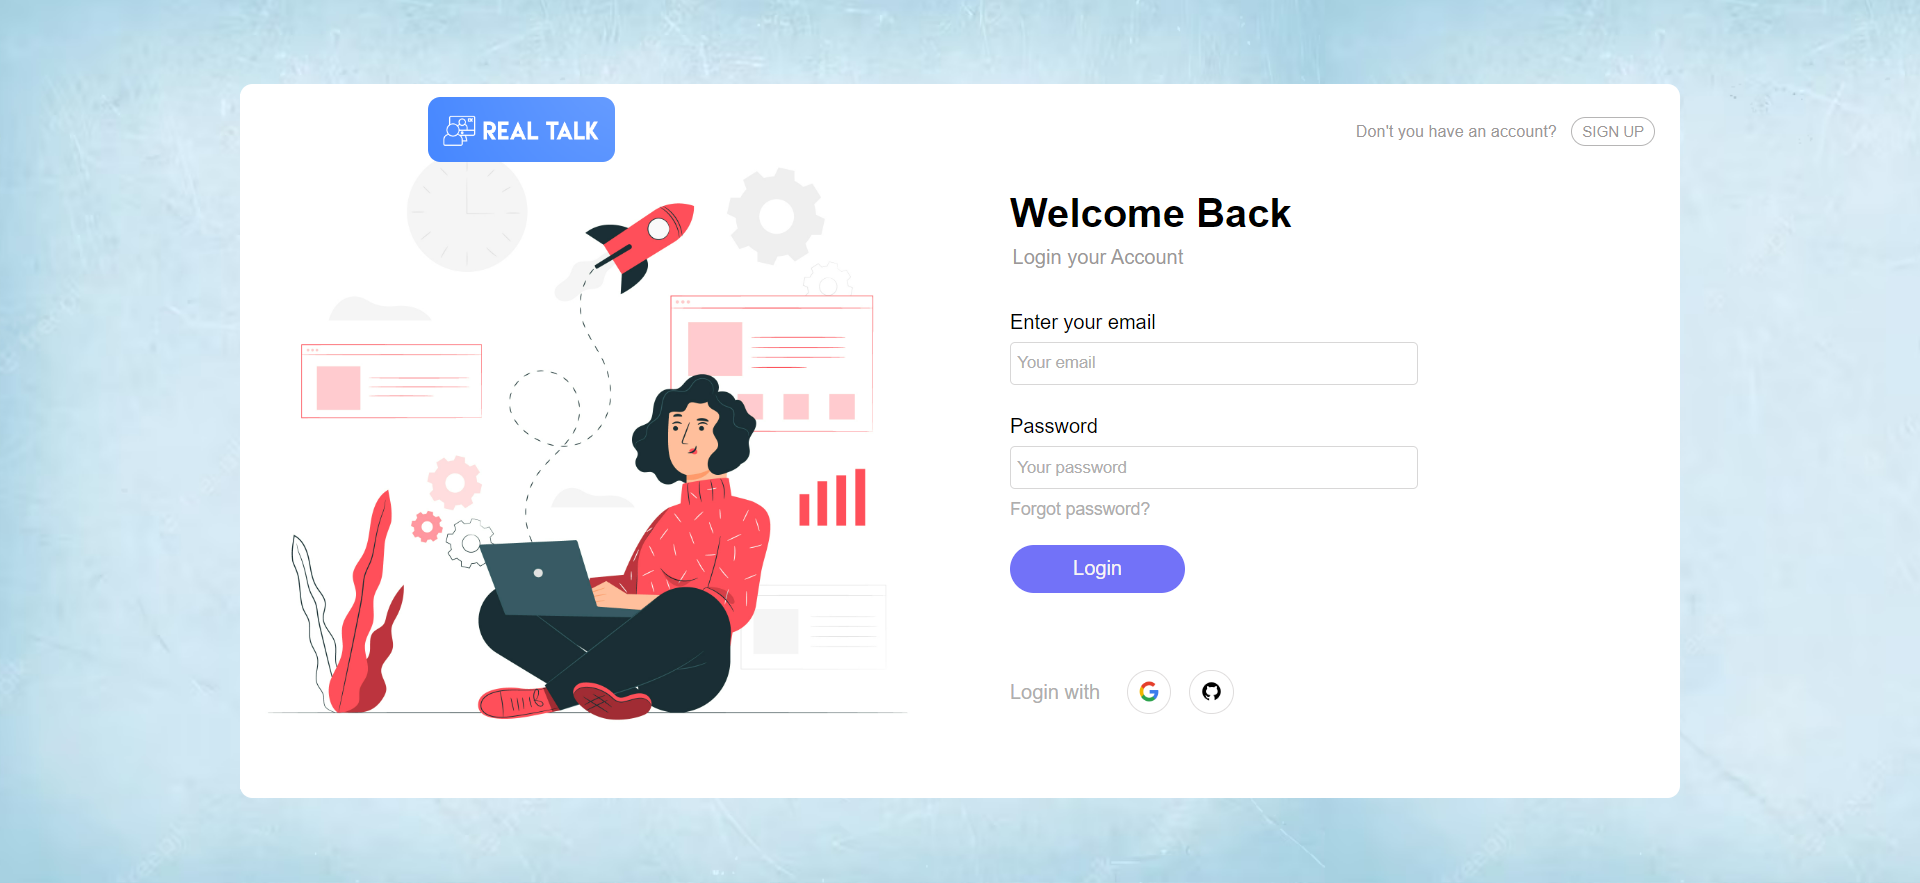 REAL TALK
Don't you have an account? SIGN UP
Welcome Back
Login your Account
Enter your email
Your email
Password
Your password
Forgot password?
Login
Login with